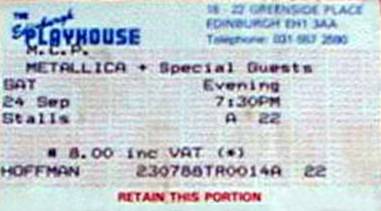 THE
Edinburgh
PLAYHOUSE
18 - 22 GREENSIDE PLACE
EDINBURGH EH1 3AA
Telephone: 031 557 2590
M.C.P.
METALLICA + Special Guests
SAT Evening
24 Sep 7:30PM
Stalls A 22
8.00 inc VAT (*)
HOFFMAN 230788TR0014A 22
RETAIN THIS PORTION